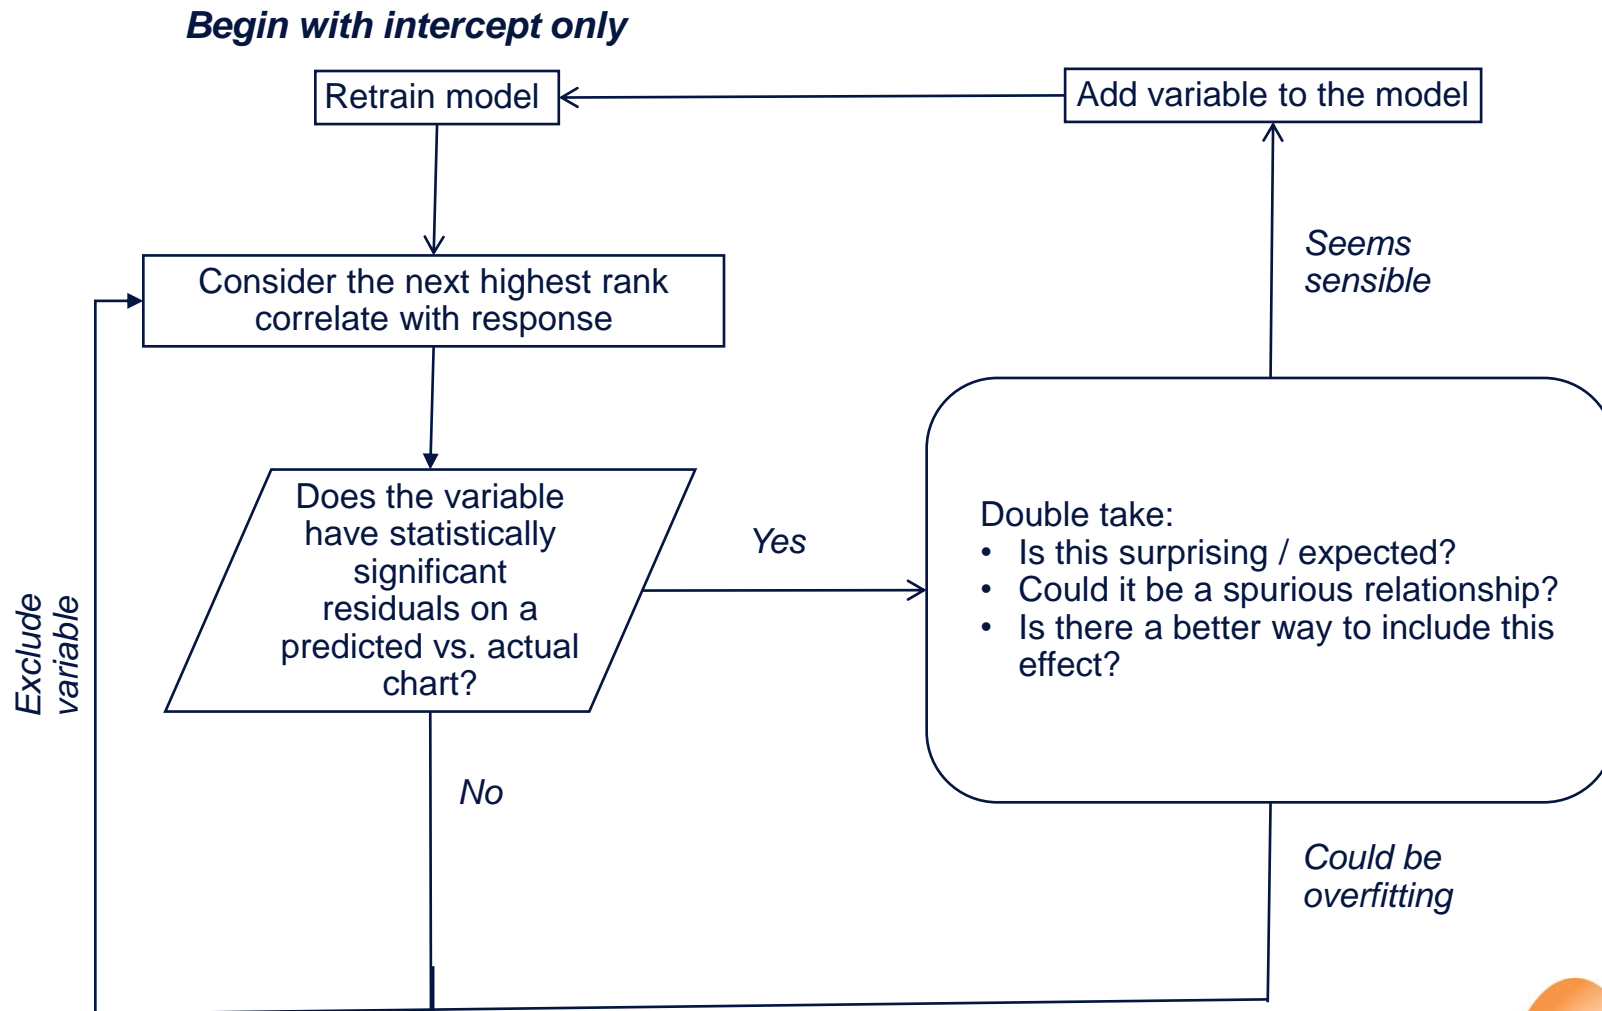 Begin with intercept only
Retrain model
Add variable to the model
Consider the next highest rank
correlate with response
Seems
sensible
Does the variable
have statistically
significant
residuals on a
predicted vs. actual
chart?
Yes
Double take:
• Is this surprising / expected?
• Could it be a spurious relationship?
• Is there a better way to include this
effect?
Exclude
variable
No
Could be
overfitting